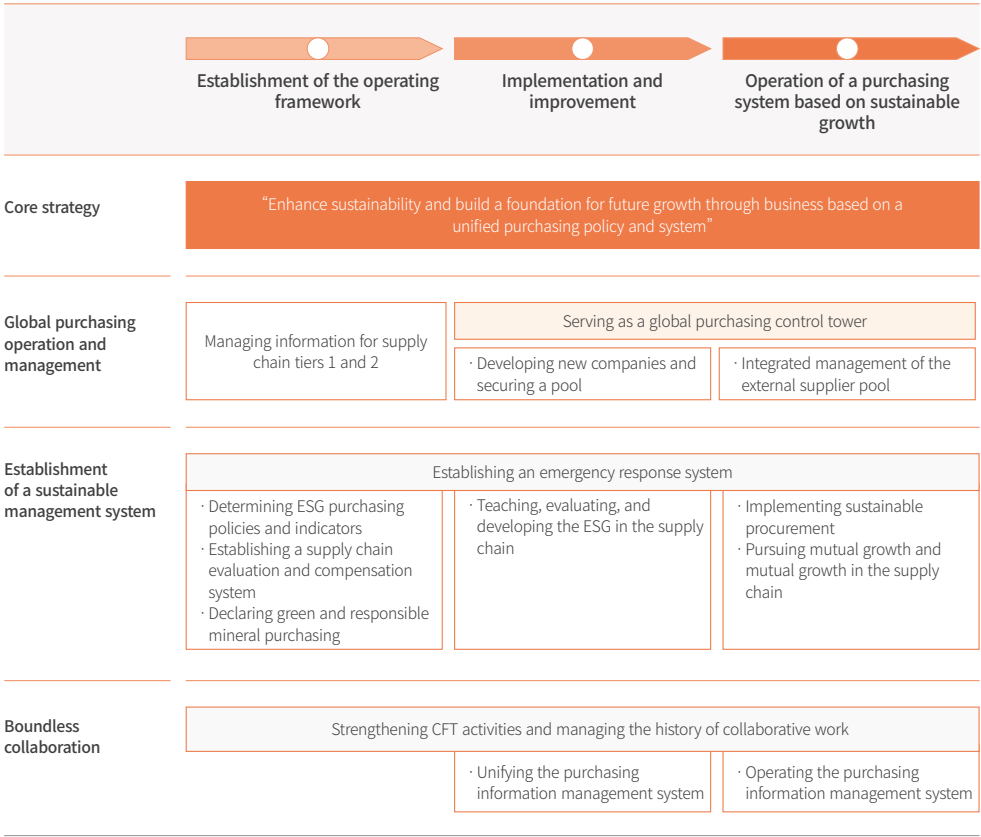 Establishment of the operating
framework
Implementation and
improvement
Operation of a purchasing
system based on sustainable
growth
Core strategy
“Enhance sustainability and build a foundation for future growth through business based on a
unified purchasing policy and system”
Global purchasing
operation and
management
Managing information for supply
chain tiers 1 and 2
Serving as a global purchasing control tower
· Developing new companies and
securing a pool
· Integrated management of the
external supplier pool
Establishment
of a sustainable
management system
Establishing an emergency response system
· Determining ESG purchasing
policies and indicators
· Establishing a supply chain
evaluation and compensation
system
· Declaring green and responsible
mineral purchasing
· Teaching, evaluating, and
developing the ESG in the supply
chain
· Implementing sustainable
procurement
· Pursuing mutual growth and
mutual growth in the supply
chain
Boundless
collaboration
Strengthening CFT activities and managing the history of collaborative work
· Unifying the purchasing
information management system
· Operating the purchasing
information management system